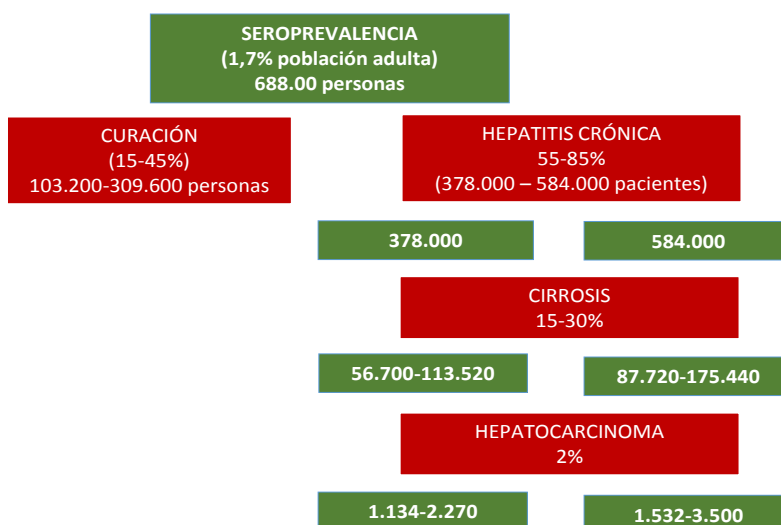 SEROPREVALENCIA
(1,7% población adulta)
688.00 personas
CURACIÓN
(15-45%)
103.200-309.600 personas
HEPATITIS CRÓNICA
55-85%
(378.000 – 584.000 pacientes)
378.000
584.000
CIRROSIS
15-30%
56.700-113.520
87.720-175.440
HEPATOCARCINOMA
2%
1.134-2.270
1.532-3.500